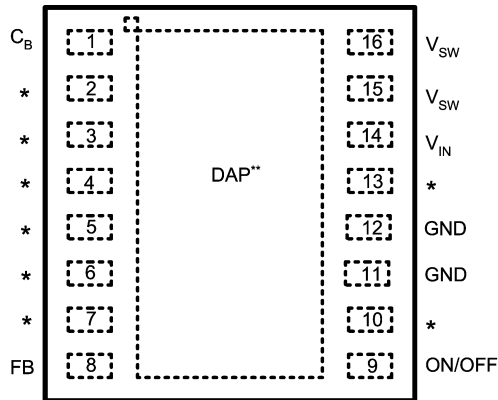 C_B 1 16 V_SW
* 2 15 V_SW
* 3 14 V_IN
* 4 DAP** 13 *
* 5 12 GND
* 6 11 GND
* 7 10 *
FB 8 9 ON/OFF